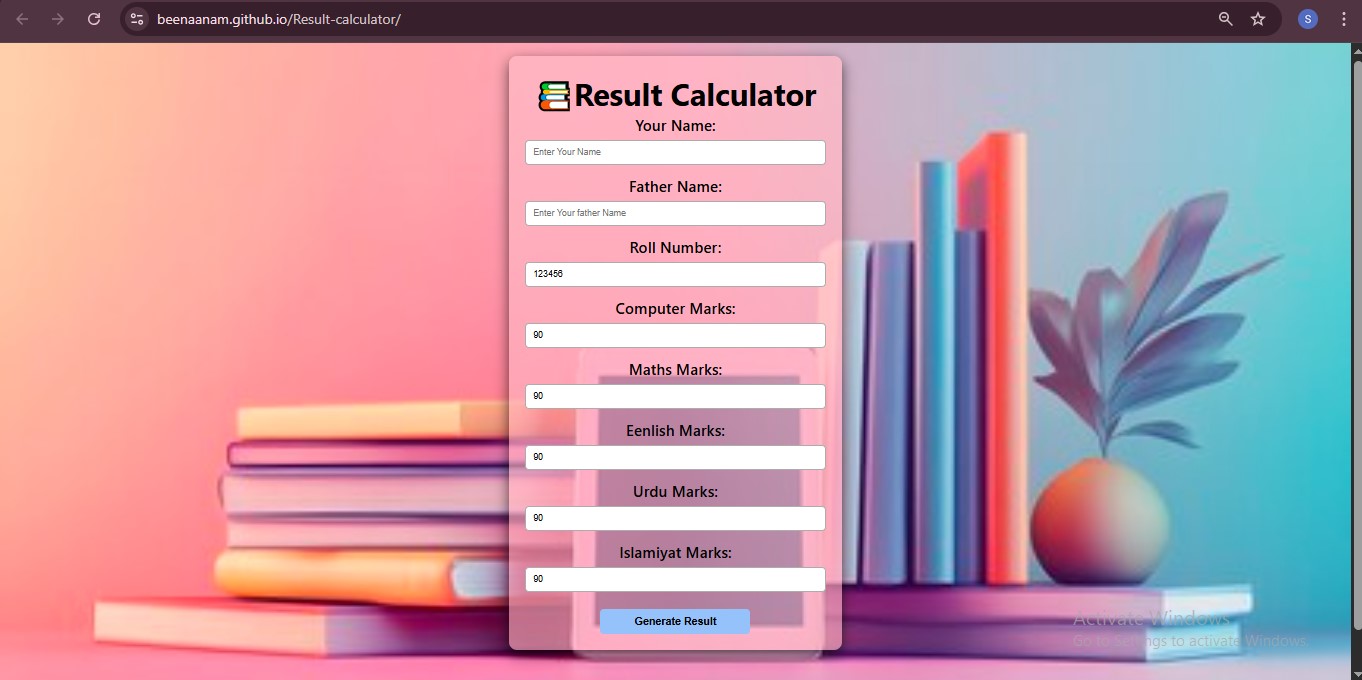 beenaanam.github.io/Result-calculator/
S
Result Calculator
Your Name:
Enter Your Name
Father Name:
Enter Your father Name
Roll Number:
123456
Computer Marks:
90
Maths Marks:
90
Eenlish Marks:
90
Urdu Marks:
90
Islamiyat Marks:
90
Generate Result
Activate Windows
Go to Settings to activate Windows.